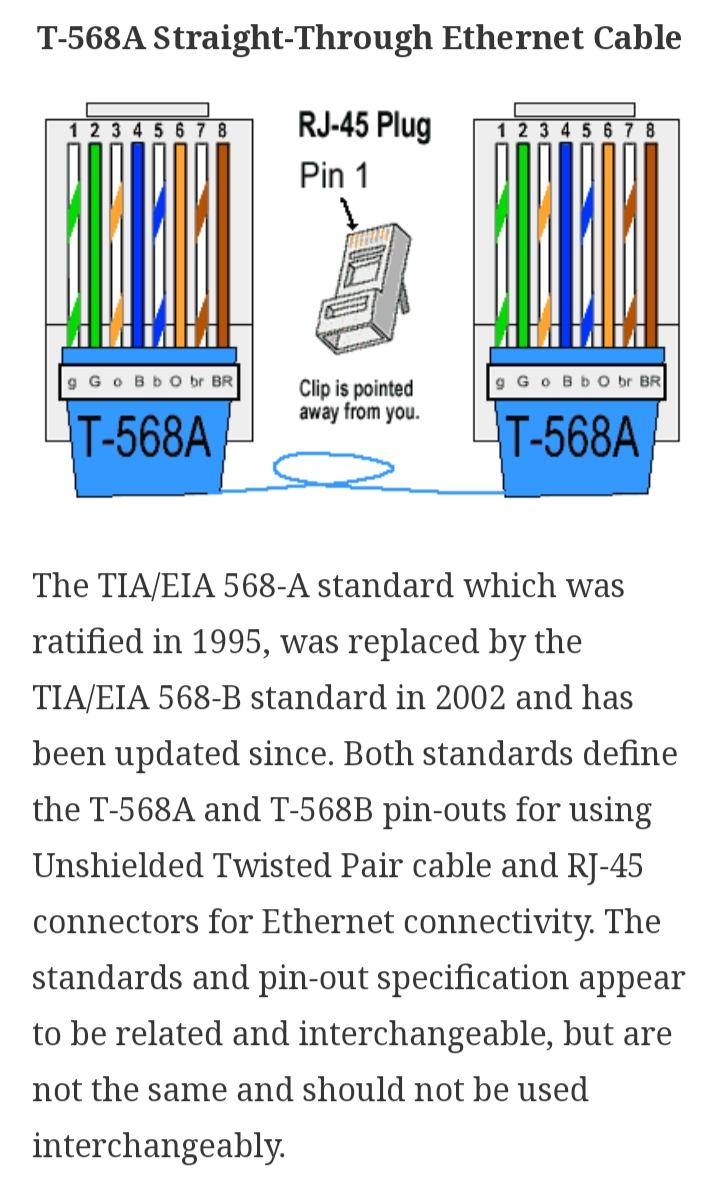 T-568A Straight-Through Ethernet Cable
1 2 3 4 5 6 7 8
RJ-45 Plug
Pin 1
1 2 3 4 5 6 7 8
g G o B b O br BR
T-568A
Clip is pointed
away from you.
g G o B b O br BR
T-568A
The TIA/EIA 568-A standard which was
ratified in 1995, was replaced by the
TIA/EIA 568-B standard in 2002 and has
been updated since. Both standards define
the T-568A and T-568B pin-outs for using
Unshielded Twisted Pair cable and RJ-45
connectors for Ethernet connectivity. The
standards and pin-out specification appear
to be related and interchangeable, but are
not the same and should not be used
interchangeably.